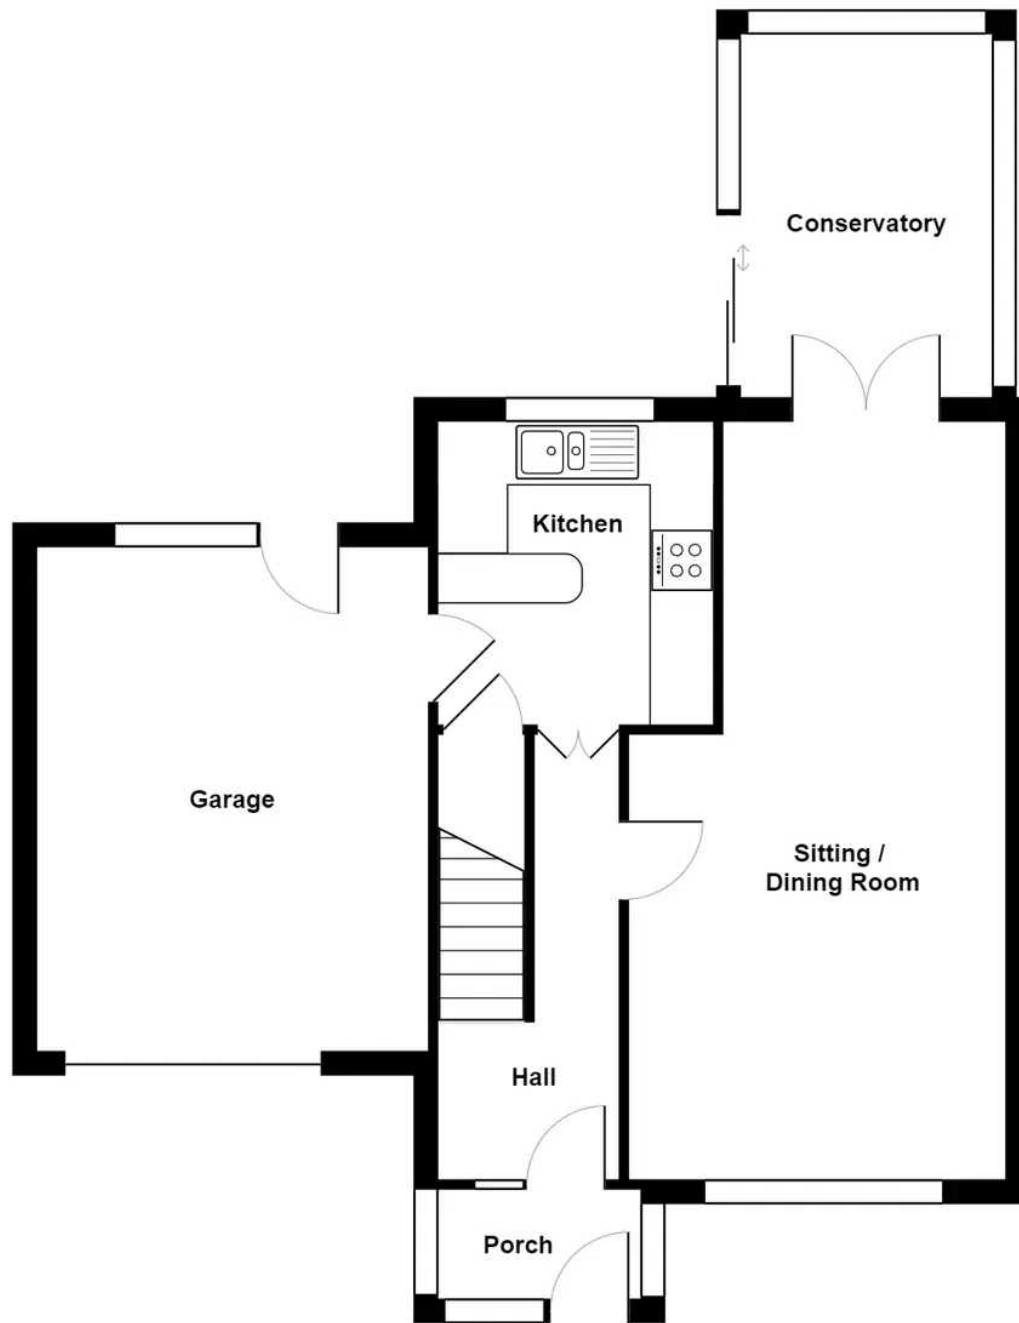 Conservatory
Kitchen
Garage
Sitting /
Dining Room
Hall
Porch